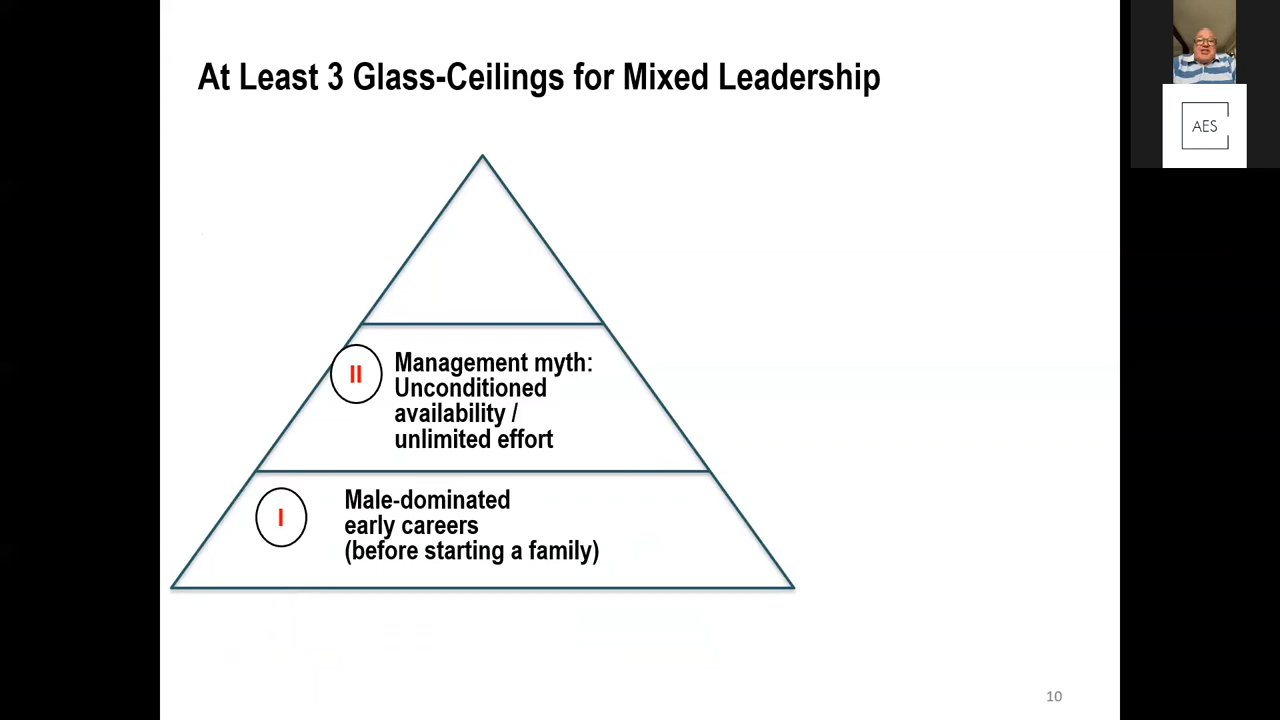 At Least 3 Glass-Ceilings for Mixed Leadership
AES
II
Management myth:
Unconditioned
availability /
unlimited effort
I
Male-dominated
early careers
(before starting a family)
10